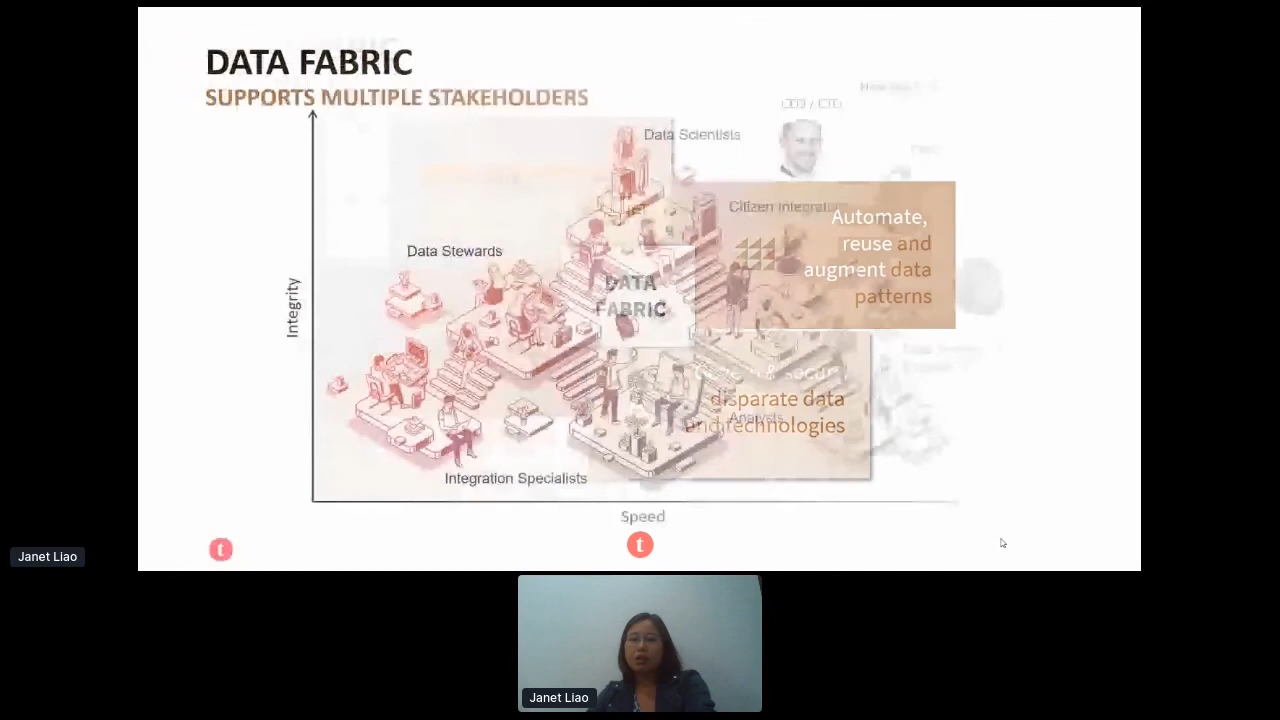 DATA FABRIC
SUPPORTS MULTIPLE STAKEHOLDERS
Data Scientists
Citizen Integrators
Automate,
reuse and
augment data
patterns
Data Stewards
DATA
FABRIC
Integrity
disparate data
and technologies
Analysts
Integration Specialists
Speed
t
t
Janet Liao
Janet Liao